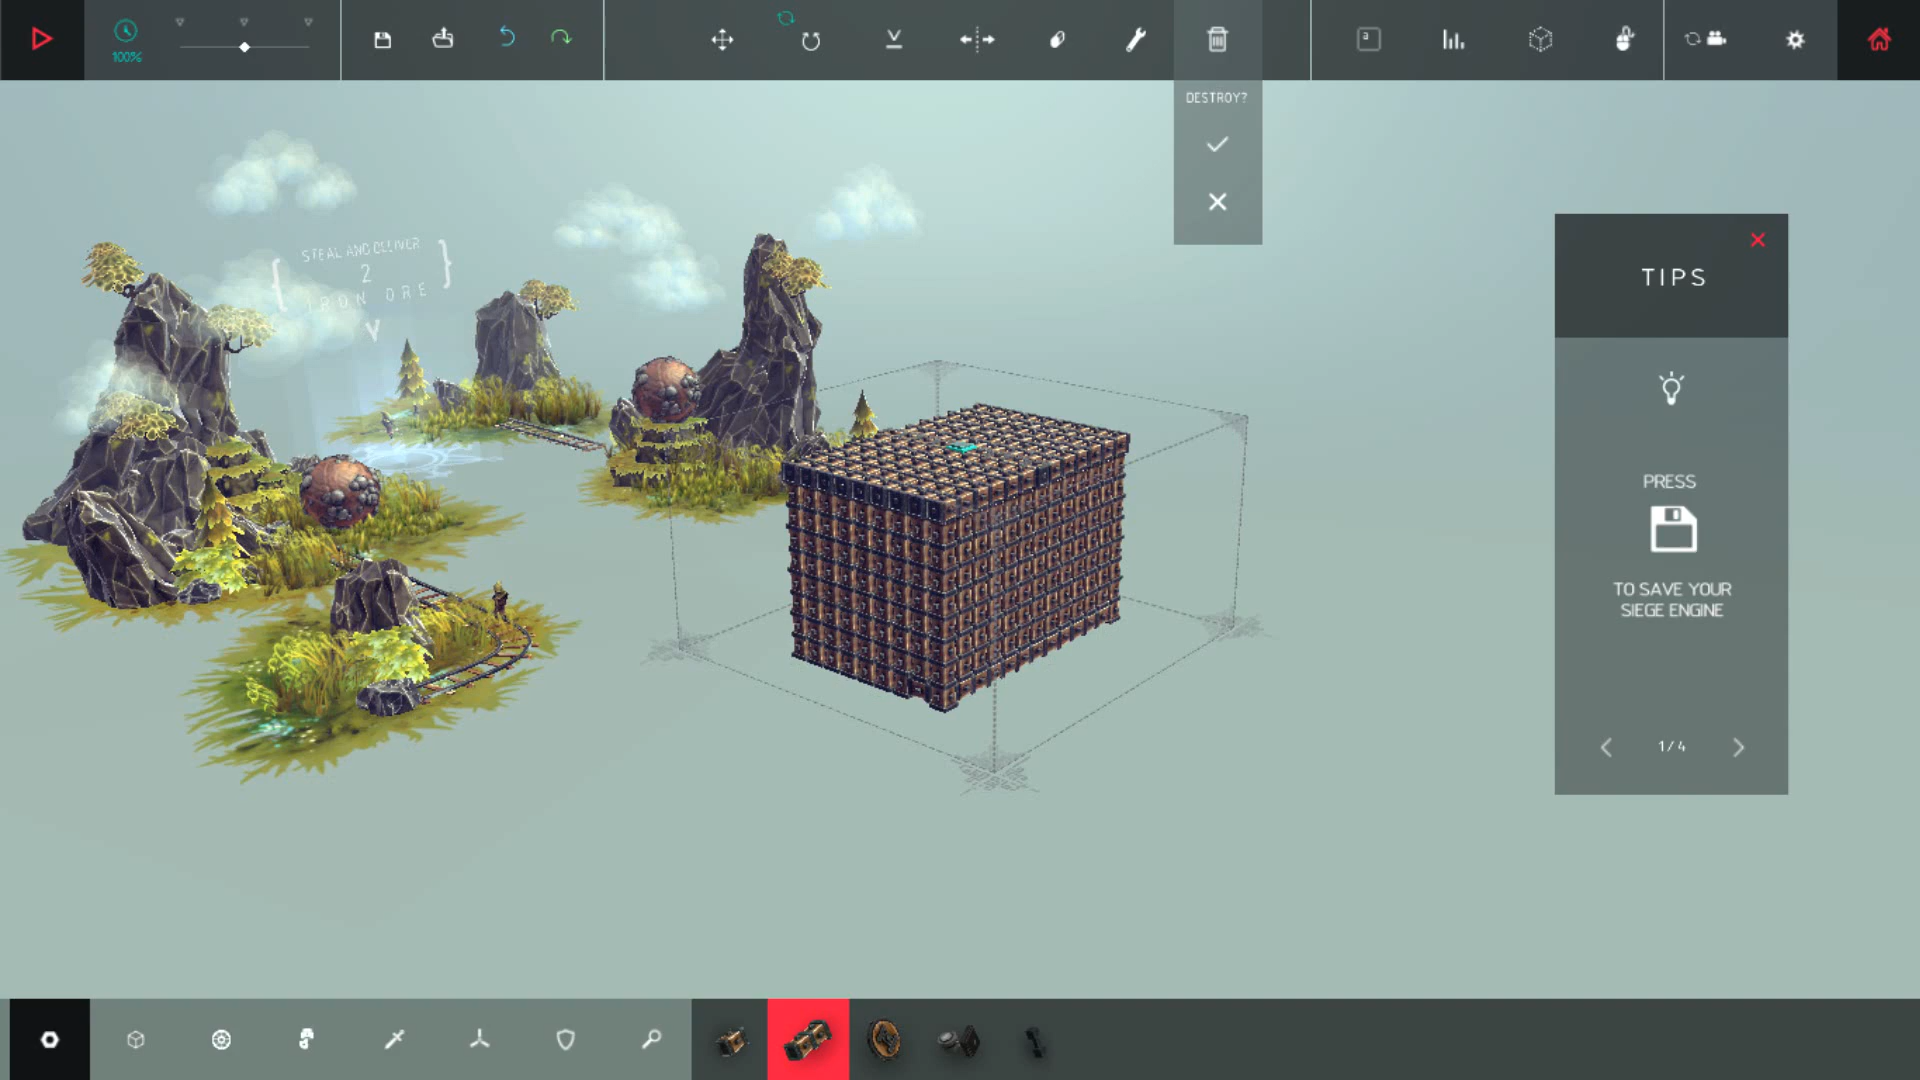 100%
a
DESTROY?
STEAL AND DELIVER
2
IRON ORE
TIPS
PRESS
TO SAVE YOUR
SIEGE ENGINE
1/4